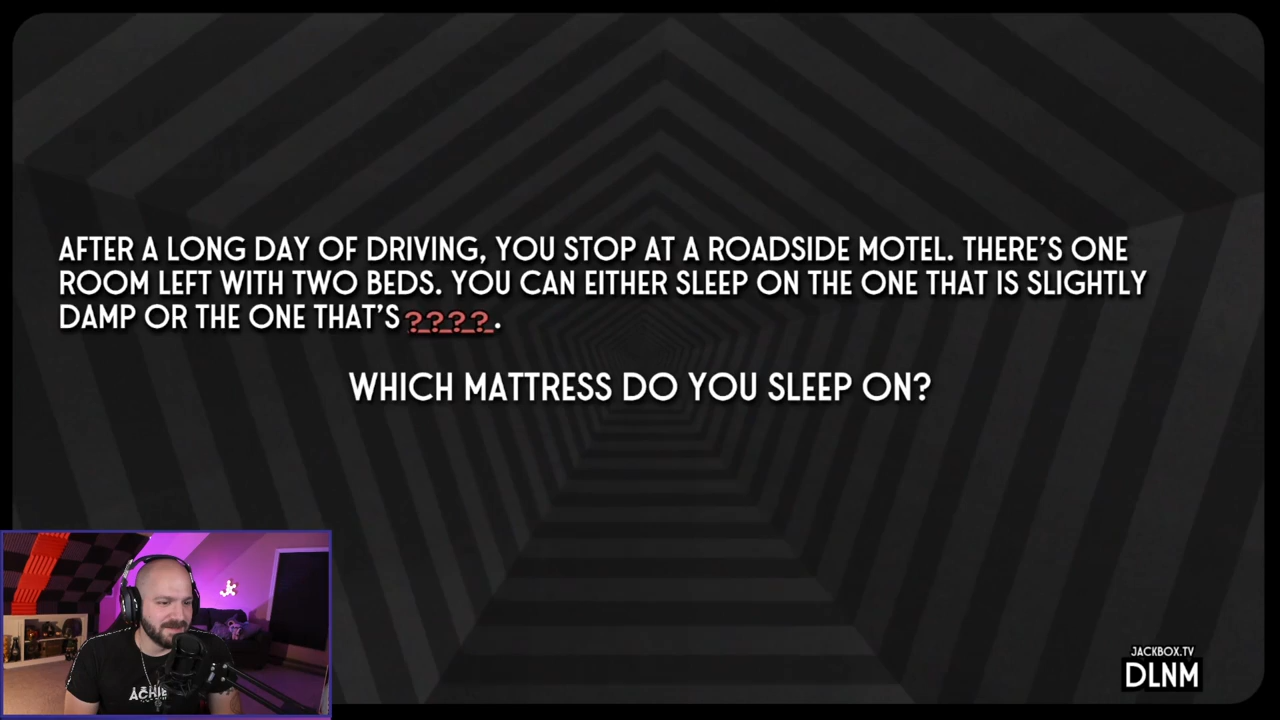 AFTER A LONG DAY OF DRIVING, YOU STOP AT A ROADSIDE MOTEL. THERE'S ONE
ROOM LEFT WITH TWO BEDS. YOU CAN EITHER SLEEP ON THE ONE THAT IS SLIGHTLY
DAMP OR THE ONE THAT'S ????.
WHICH MATTRESS DO YOU SLEEP ON?
JACKBOX.TV
DLNM